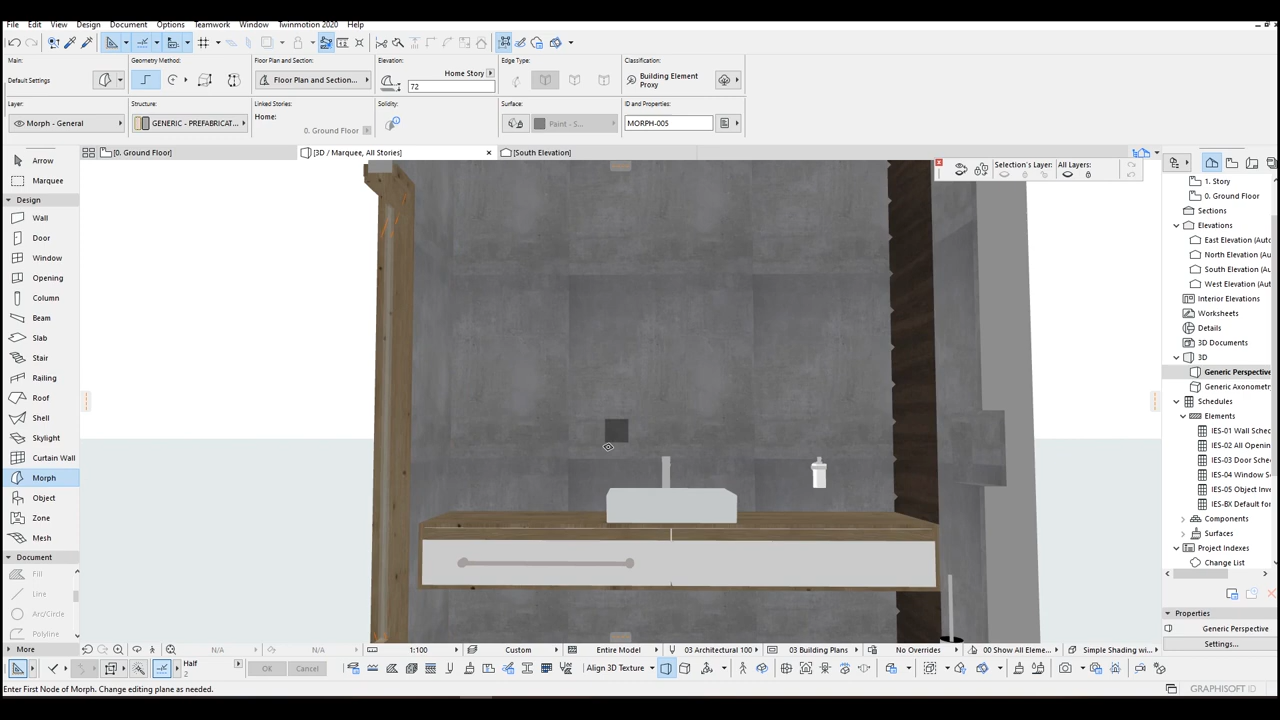 File Edit View Design Document Options Teamwork Window Twinmotion 2020 Help
Main:
Default Settings
Geometry Method:
Floor Plan and Section:
Floor Plan and Section...
Elevation:
Home Story
72
Edge Type:
Classification:
Building Element
Proxy
Layer:
Morph - General
Structure:
GENERIC - PREFABRICAT...
Linked Stories:
Home:
0. Ground Floor
Solidity:
Surface:
Paint - S...
ID and Properties:
MORPH-005
[0. Ground Floor]
[3D / Marquee, All Stories]
[South Elevation]
Selection's Layer:
All Layers:
Arrow
Marquee
Design
Wall
Door
Window
Opening
Column
Beam
Slab
Stair
Railing
Roof
Shell
Skylight
Curtain Wall
Morph
Object
Zone
Mesh
Document
Fill
Line
Arc/Circle
Polyline
More
1. Story
0. Ground Floor
Sections
Elevations
East Elevation (Aut
North Elevation (Au
South Elevation (Au
West Elevation (Aut
Interior Elevations
Worksheets
Details
3D Documents
3D
Generic Perspective
Generic Axonometr
Schedules
Elements
IES-01 Wall Sched
IES-02 All Openin
IES-03 Door Sche
IES-04 Window S
IES-05 Object Inve
IES-BX Default fo
Components
Surfaces
Project Indexes
Change List
Properties
Generic Perspective
Settings...
N/A
N/A
1:100
Custom
Entire Model
03 Architectural 100
03 Building Plans
No Overrides
00 Show All Eleme...
Simple Shading wi...
Half
2
OK
Cancel
Align 3D Texture
Enter First Node of Morph. Change editing plane as needed.
GRAPHISOFT ID